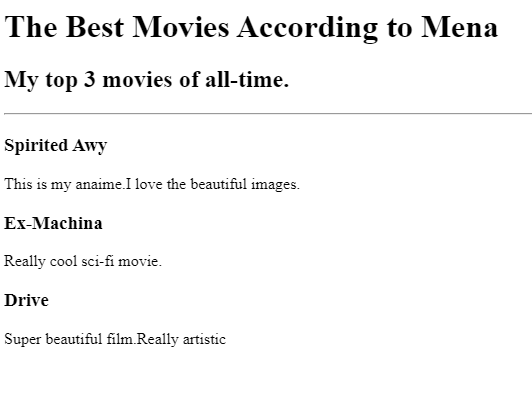 The Best Movies According to Mena
My top 3 movies of all-time.
Spirited Awy
This is my anaime.I love the beautiful images.
Ex-Machina
Really cool sci-fi movie.
Drive
Super beautiful film.Really artistic